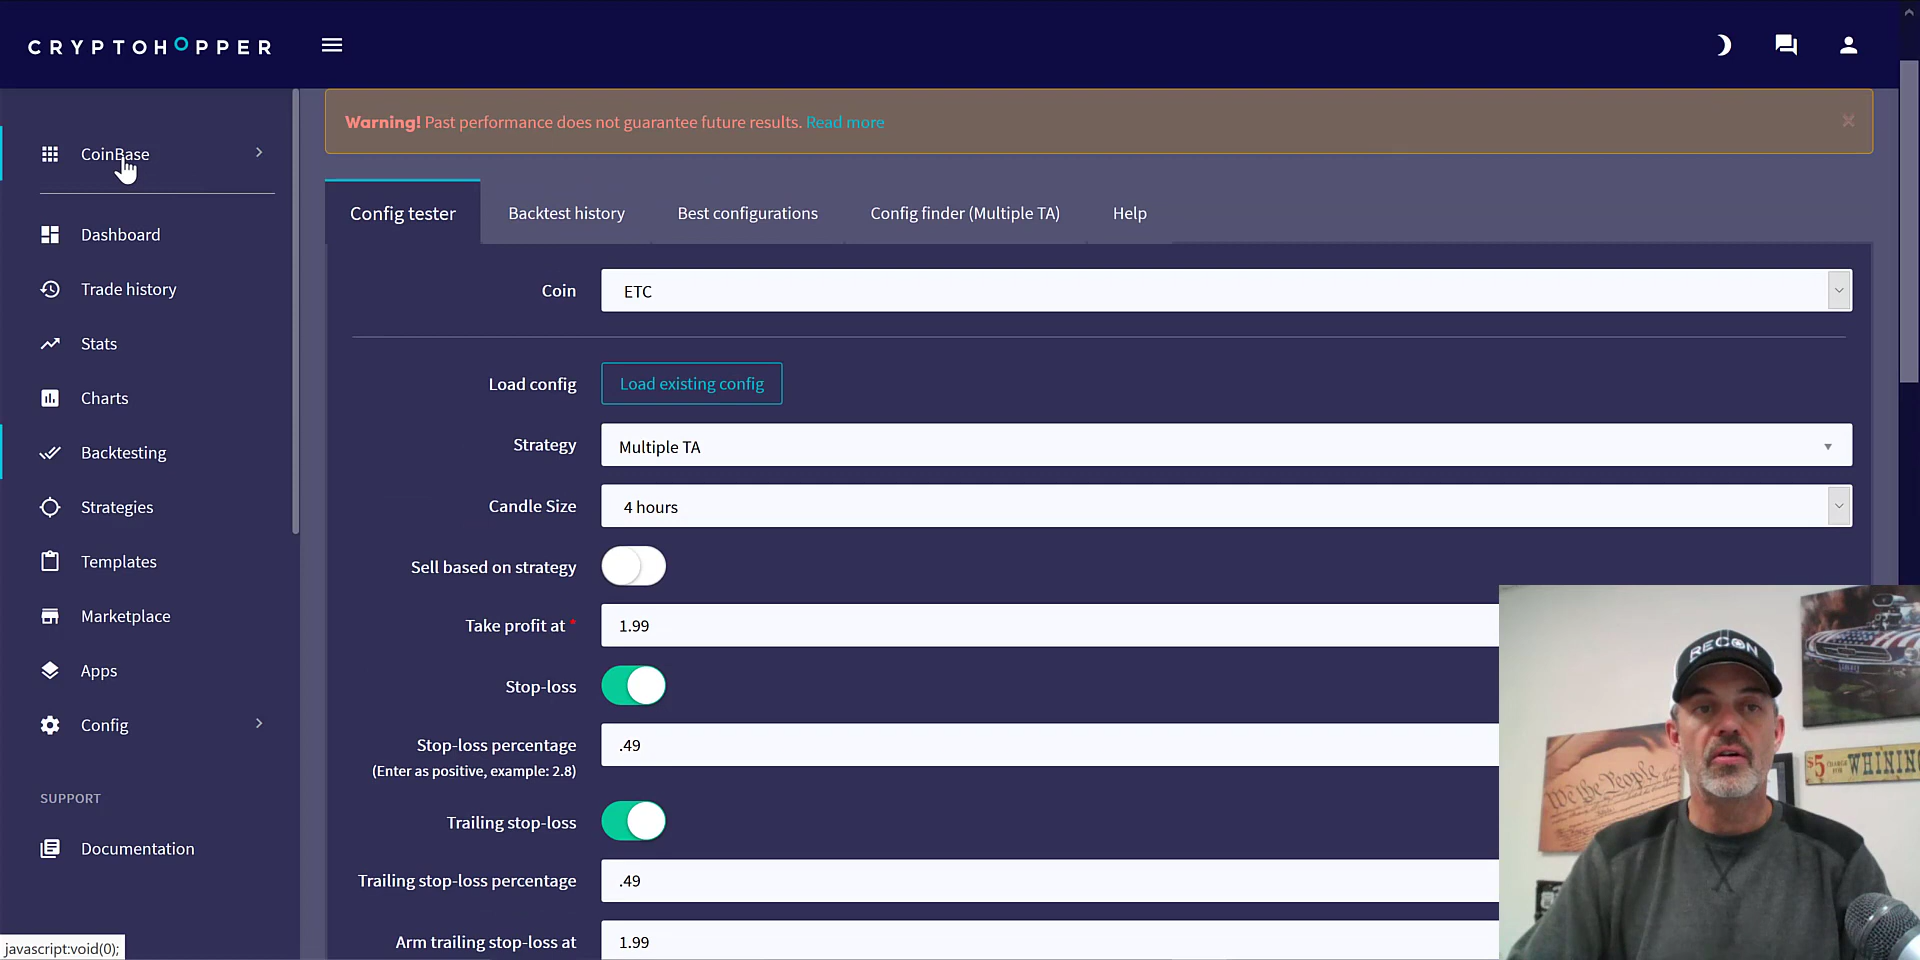 CRYPTOHOPPER
Warning! Past performance does not guarantee future results. Read more
×
CoinBase
Dashboard
Trade history
Stats
Charts
Backtesting
Strategies
Templates
Marketplace
Apps
Config
SUPPORT
Documentation
javascript:void(0);
Config tester
Backtest history
Best configurations
Config finder (Multiple TA)
Help
Coin
ETC
Load config
Load existing config
Strategy
Multiple TA
Candle Size
4 hours
Sell based on strategy
Take profit at *
1.99
Stop-loss
Stop-loss percentage
(Enter as positive, example: 2.8)
.49
Trailing stop-loss
Trailing stop-loss percentage
.49
Arm trailing stop-loss at
1.99
RECON
We the People
$5 CHARGE
FOR
WHINING